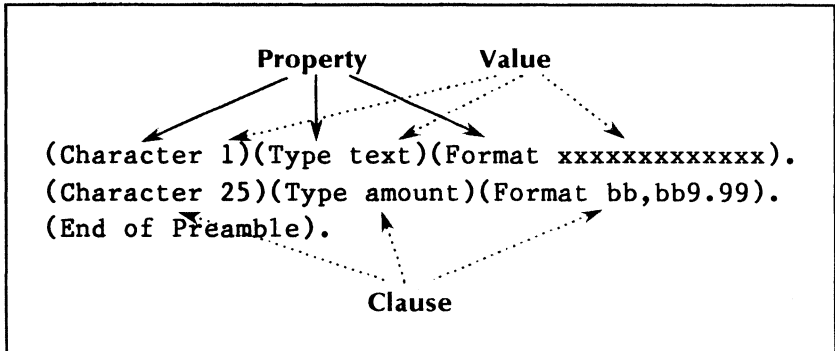 Property Value
(Character 1)(Type text)(Format xxxxxxxxxxxxx).
(Character 25)(Type amount)(Format bb,bb9.99).
(End of Preamble).
Clause